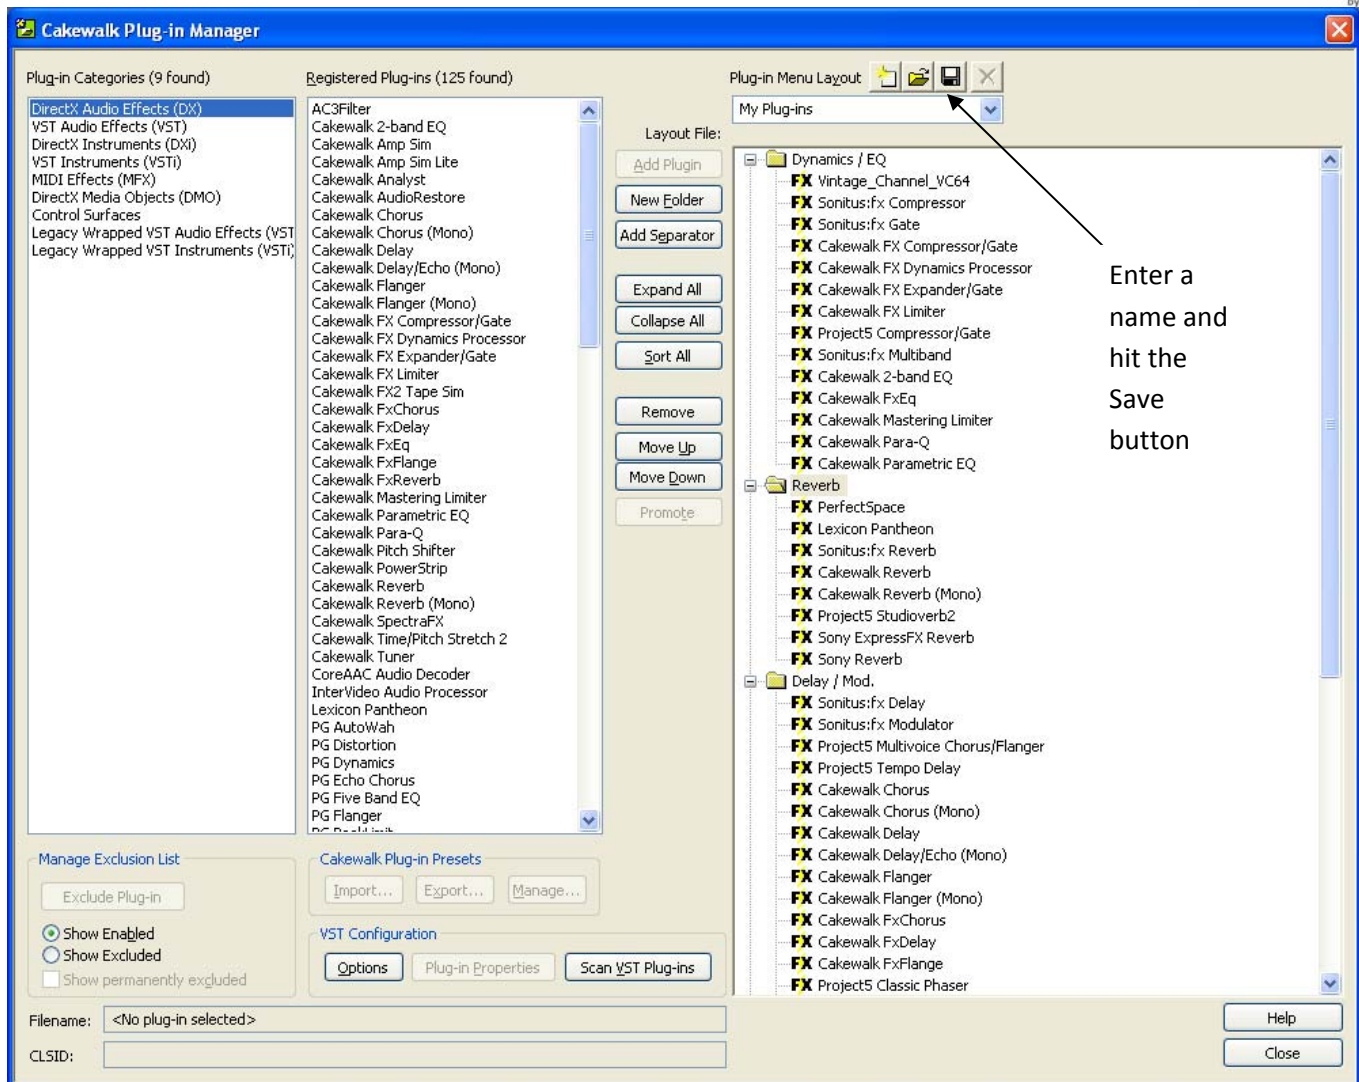 by
Cakewalk Plug-in Manager
Plug-in Categories (9 found)
DirectX Audio Effects (DX)
VST Audio Effects (VST)
DirectX Instruments (DXi)
VST Instruments (VSTi)
MIDI Effects (MFX)
DirectX Media Objects (DMO)
Control Surfaces
Legacy Wrapped VST Audio Effects (VST
Legacy Wrapped VST Instruments (VSTi)
Registered Plug-ins (125 found)
AC3Filter
Cakewalk 2-band EQ
Cakewalk Amp Sim
Cakewalk Amp Sim Lite
Cakewalk Analyst
Cakewalk AudioRestore
Cakewalk Chorus
Cakewalk Chorus (Mono)
Cakewalk Delay
Cakewalk Delay/Echo (Mono)
Cakewalk Flanger
Cakewalk Flanger (Mono)
Cakewalk FX Compressor/Gate
Cakewalk FX Dynamics Processor
Cakewalk FX Expander/Gate
Cakewalk FX Limiter
Cakewalk FX2 Tape Sim
Cakewalk FxChorus
Cakewalk FxDelay
Cakewalk FxEq
Cakewalk FxFlange
Cakewalk FxReverb
Cakewalk Mastering Limiter
Cakewalk Parametric EQ
Cakewalk Para-Q
Cakewalk Pitch Shifter
Cakewalk PowerStrip
Cakewalk Reverb
Cakewalk Reverb (Mono)
Cakewalk SpectraFX
Cakewalk Time/Pitch Stretch 2
Cakewalk Tuner
CoreAAC Audio Decoder
InterVideo Audio Processor
Lexicon Pantheon
PG AutoWah
PG Distortion
PG Dynamics
PG Echo Chorus
PG Five Band EQ
PG Flanger
Plug-in Menu Layout
Layout File:
My Plug-ins
Add Plugin
New Folder
Add Separator
Expand All
Collapse All
Sort All
Remove
Move Up
Move Down
Promote
Dynamics / EQ
FX Vintage_Channel_VC64
FX Sonitus:fx Compressor
FX Sonitus:fx Gate
FX Cakewalk FX Compressor/Gate
FX Cakewalk FX Dynamics Processor
FX Cakewalk FX Expander/Gate
FX Cakewalk FX Limiter
FX Project5 Compressor/Gate
FX Sonitus:fx Multiband
FX Cakewalk 2-band EQ
FX Cakewalk FxEq
FX Cakewalk Mastering Limiter
FX Cakewalk Para-Q
FX Cakewalk Parametric EQ
Reverb
FX PerfectSpace
FX Lexicon Pantheon
FX Sonitus:fx Reverb
FX Cakewalk Reverb
FX Cakewalk Reverb (Mono)
FX Project5 Studioverb2
FX Sony ExpressFX Reverb
FX Sony Reverb
Delay / Mod.
FX Sonitus:fx Delay
FX Sonitus:fx Modulator
FX Project5 Multivoice Chorus/Flanger
FX Project5 Tempo Delay
FX Cakewalk Chorus
FX Cakewalk Chorus (Mono)
FX Cakewalk Delay
FX Cakewalk Delay/Echo (Mono)
FX Cakewalk Flanger
FX Cakewalk Flanger (Mono)
FX Cakewalk FxChorus
FX Cakewalk FxDelay
FX Cakewalk FxFlange
FX Project5 Classic Phaser
Enter a
name and
hit the
Save
button
Manage Exclusion List
Exclude Plug-in
Show Enabled
Show Excluded
Show permanently excluded
Cakewalk Plug-in Presets
Import...
Export...
Manage...
VST Configuration
Options
Plug-in Properties
Scan VST Plug-ins
Filename: <No plug-in selected>
CLSID:
Help
Close